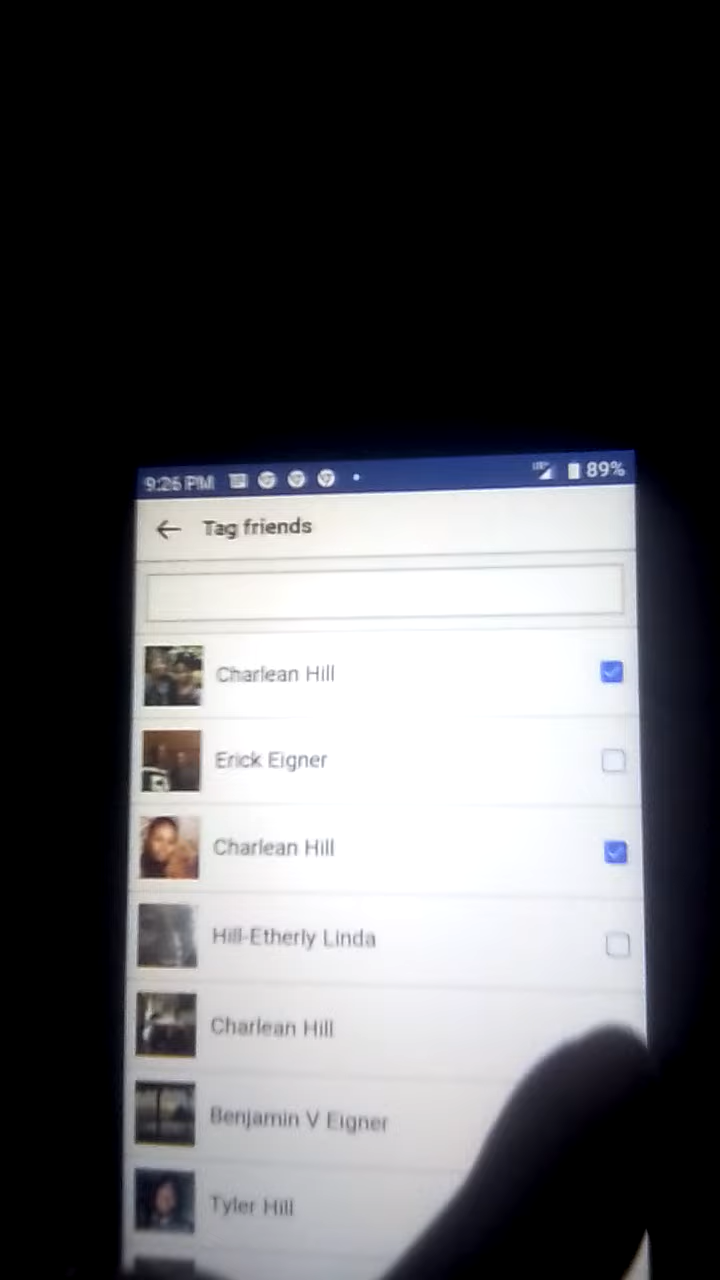 9:26 PM
89%
Tag friends
Charlean Hill
Erick Eigner
Charlean Hill
Hill-Etherly Linda
Charlean Hill
Benjamin V Eigner
Tyler Hill